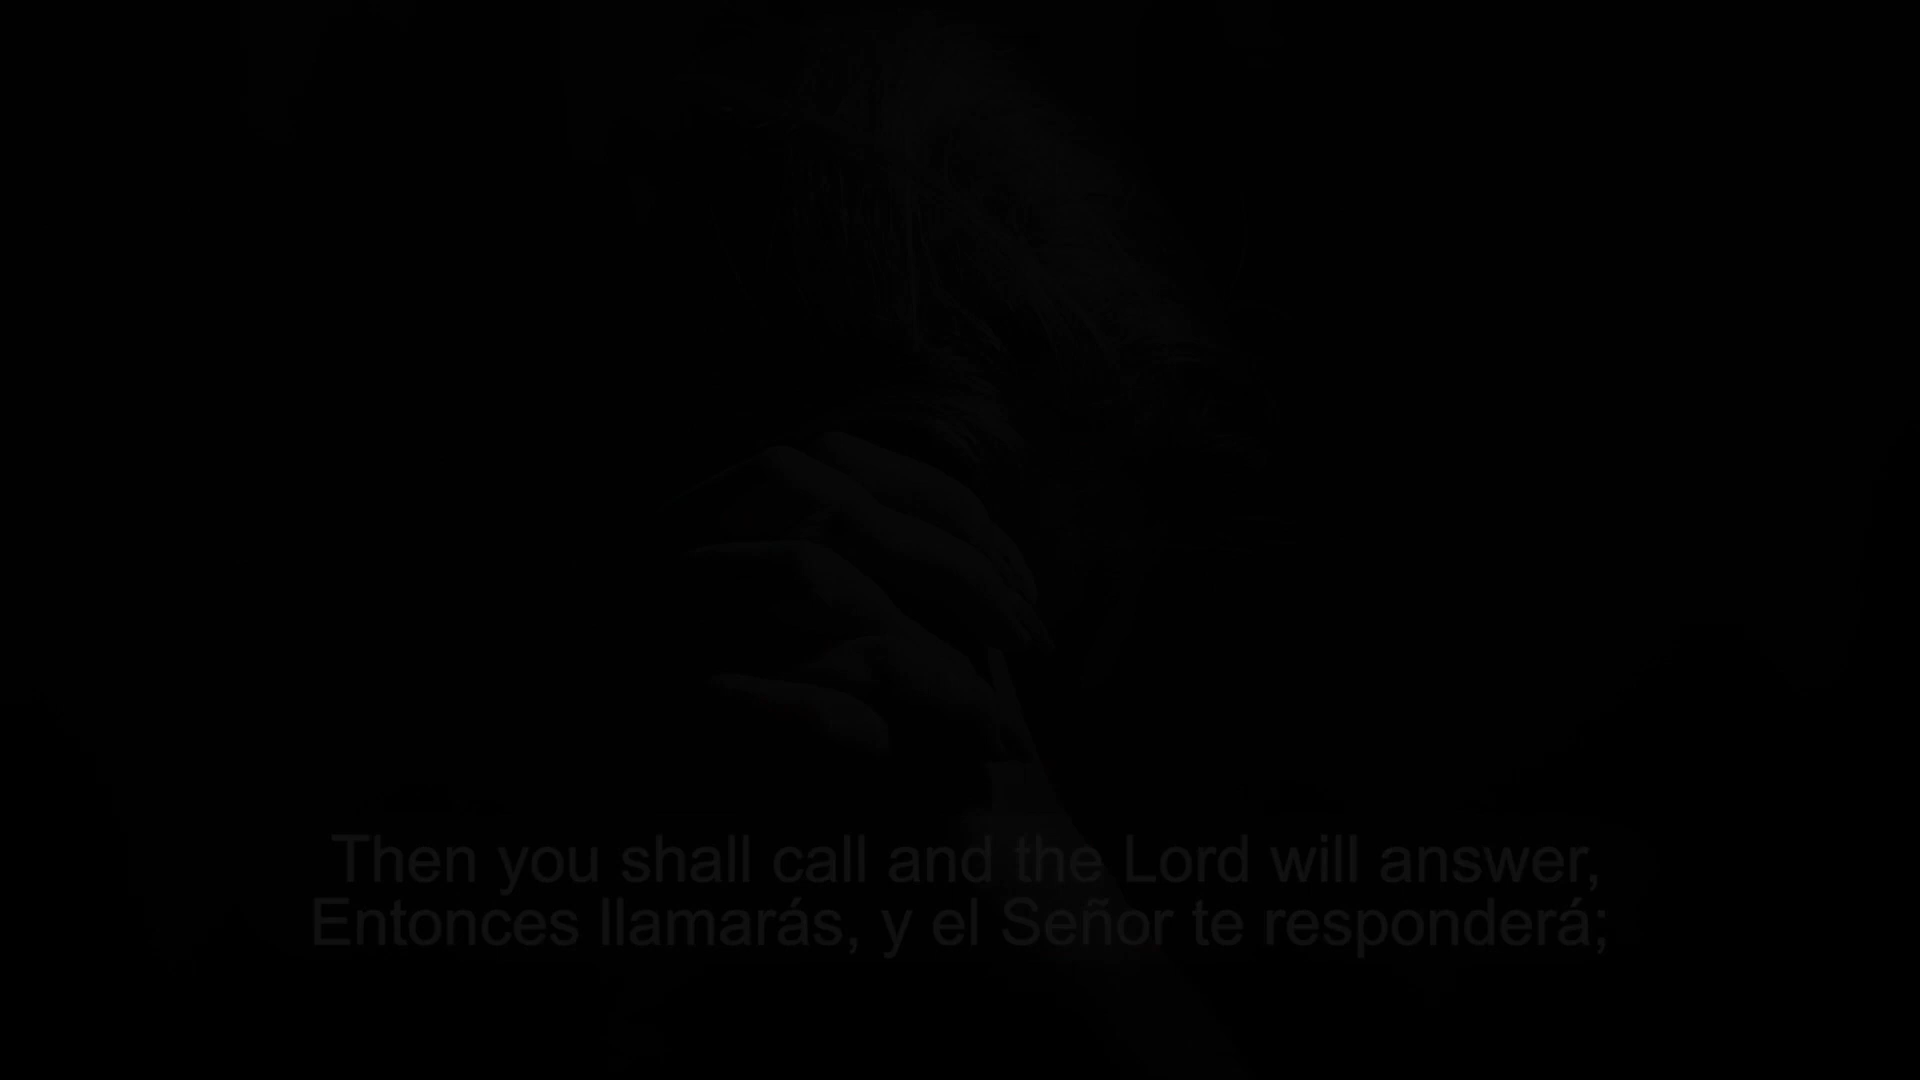 Then you shall call and the Lord will answer,
Entonces llamarás, y el Señor te responderá;